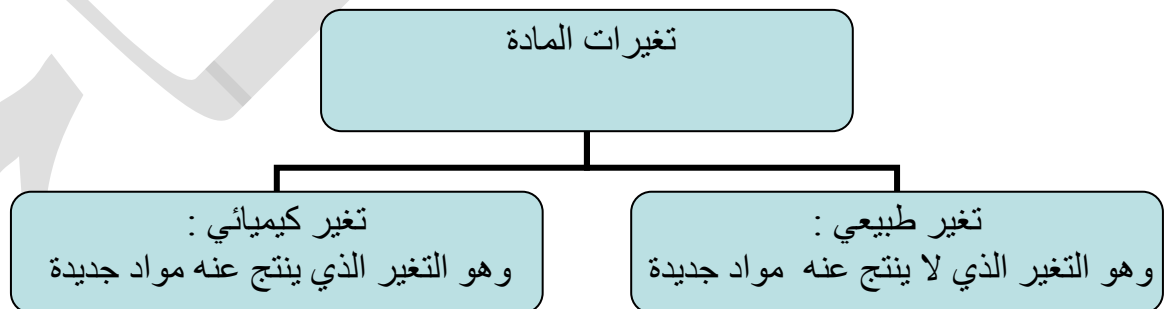 تغيرات المادة
تغير طبيعي :
وهو التغير الذي لا ينتج عنه مواد جديدة
تغير كيميائي :
وهو التغير الذي ينتج عنه مواد جديدة